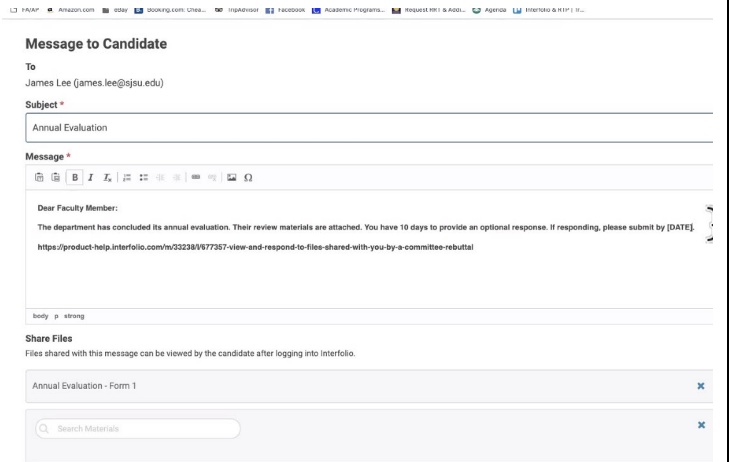 FA/AP Amazon.com eBay Booking.com: Chea... TripAdvisor Facebook Academic Programs... Request RRT & Addi... Agenda Interfolio & RTP | Tr...
Message to Candidate
To
James Lee (james.lee@sjsu.edu)
Subject *
Annual Evaluation
Message *
B I Tx Ω
Dear Faculty Member:
The department has concluded its annual evaluation. Their review materials are attached. You have 10 days to provide an optional response. If responding, please submit by [DATE].
https://product-help.interfolio.com/m/33238/l/677357-view-and-respond-to-files-shared-with-you-by-a-committee-rebuttal
body p strong
Share Files
Files shared with this message can be viewed by the candidate after logging into Interfolio.
Annual Evaluation - Form 1
Search Materials